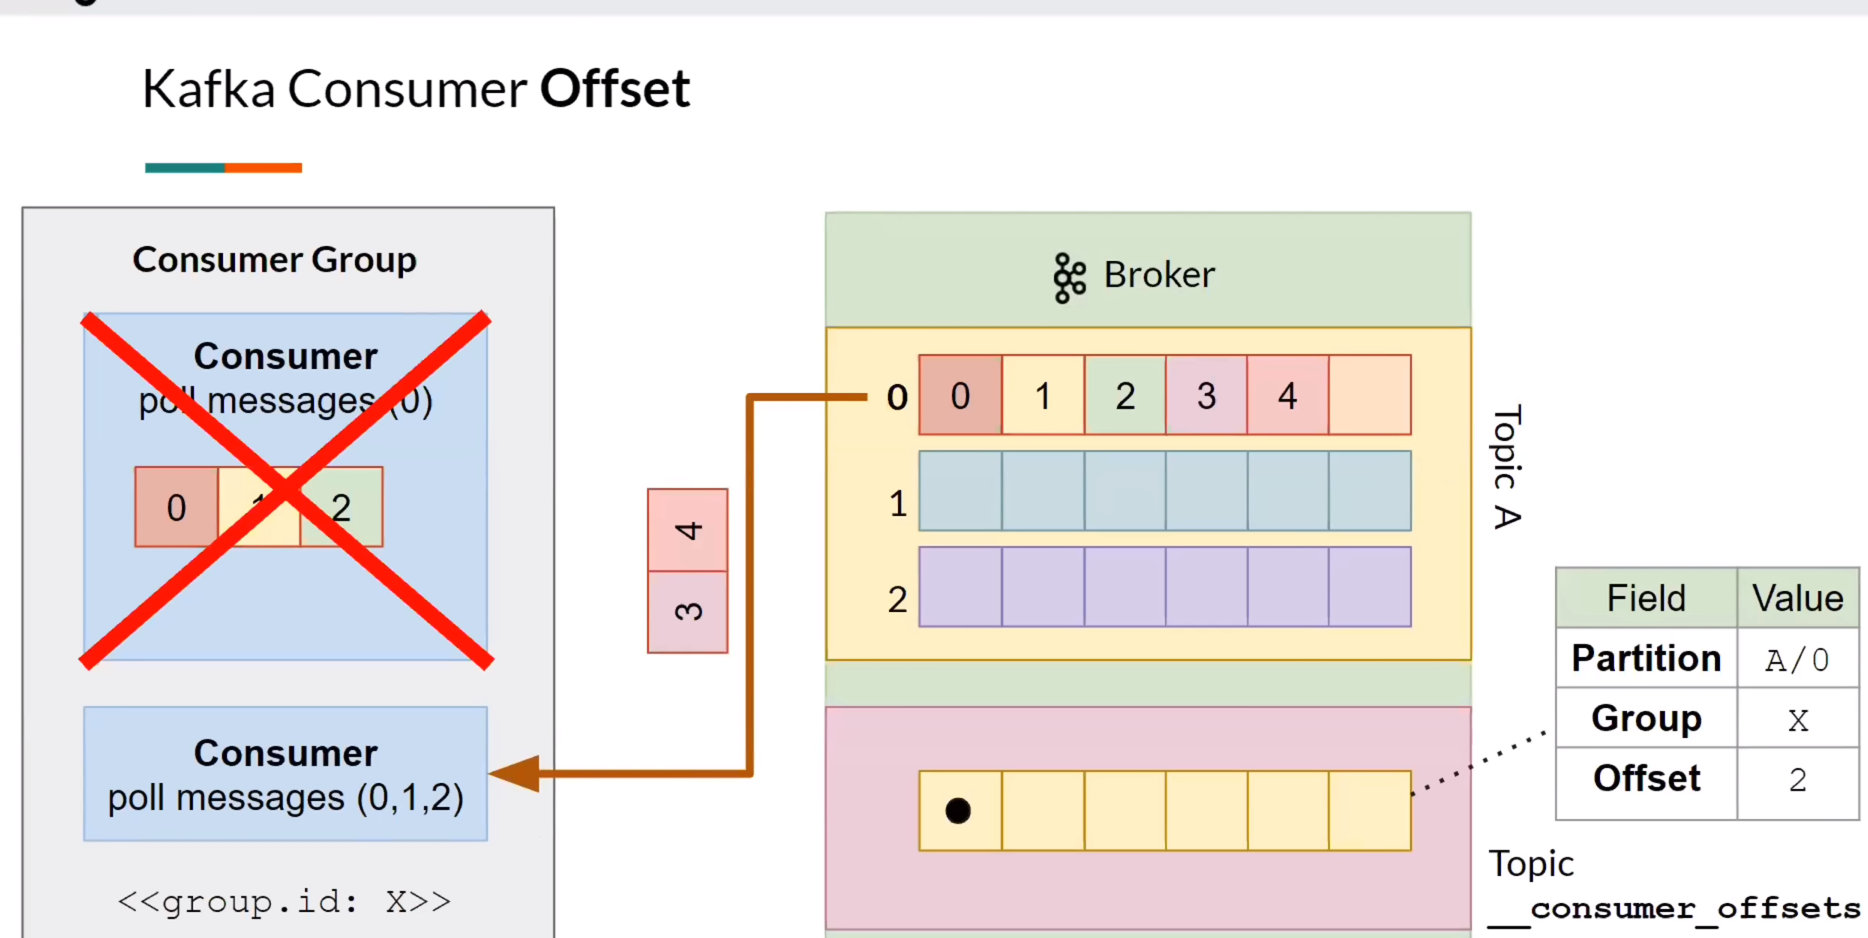 Kafka Consumer Offset
Consumer Group
Consumer
poll messages (0)
0 1 2
Consumer
poll messages (0,1,2)
<<group.id: X>>
4
3
Broker
0 0 1 2 3 4
1
2
Topic A
Field Value
Partition A/0
Group X
Offset 2
Topic
__consumer_offsets